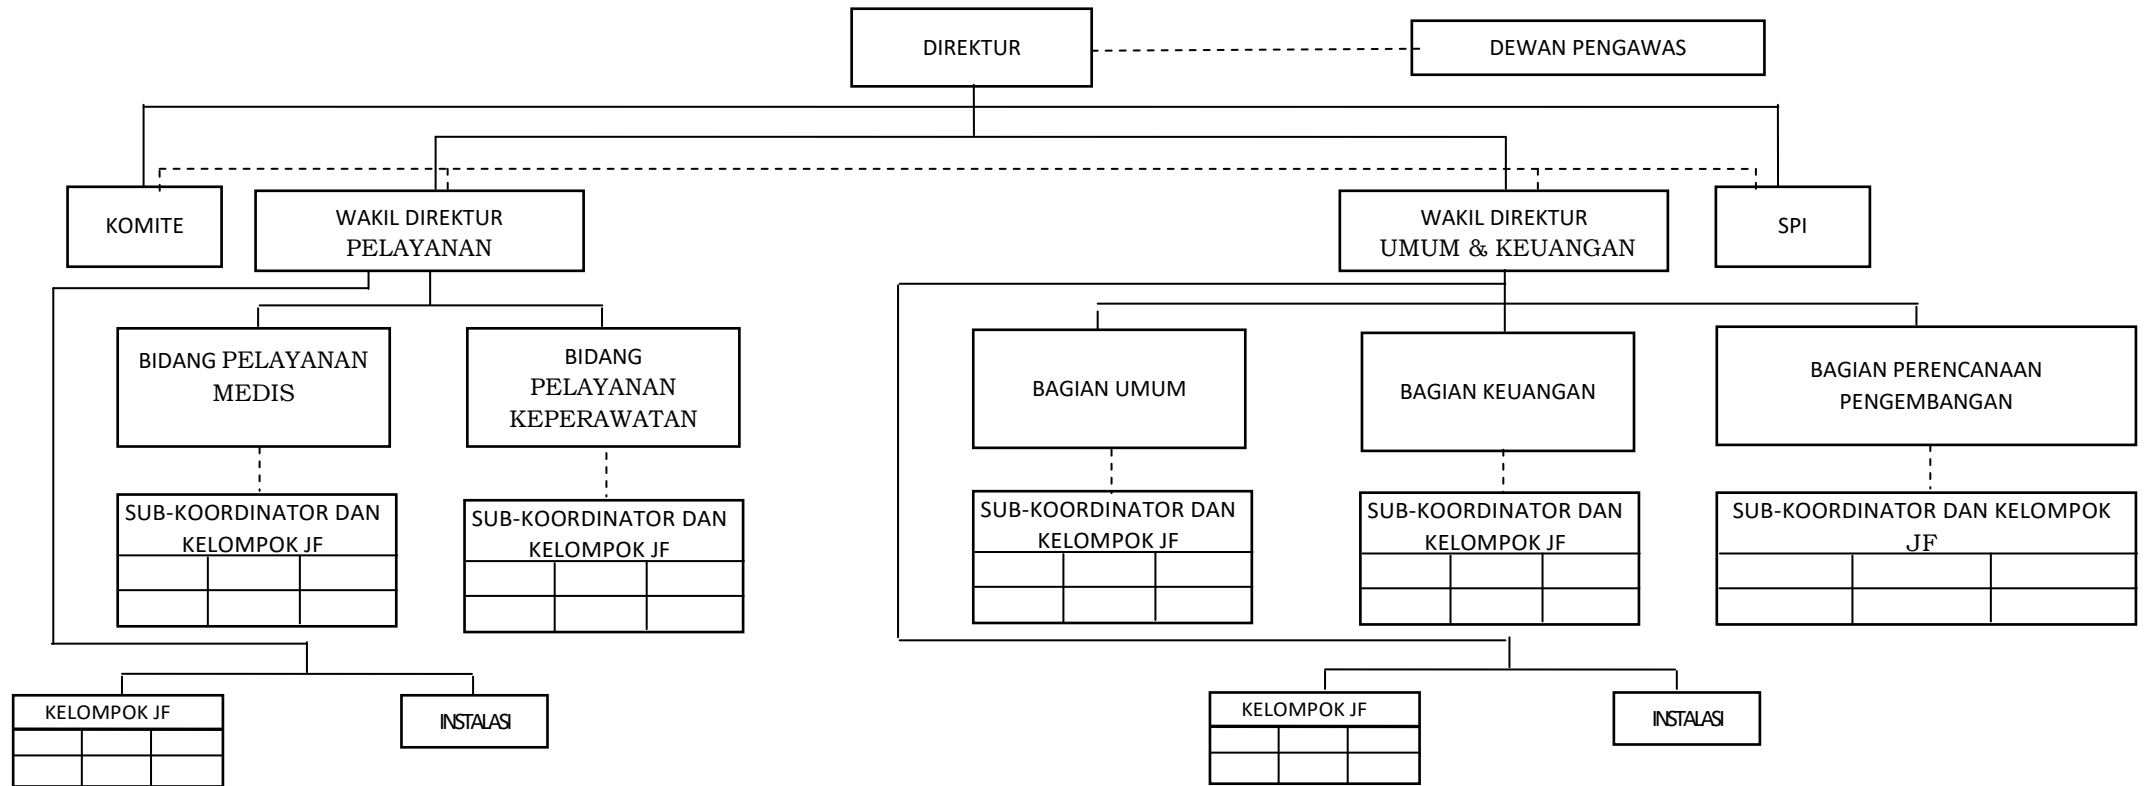 DIREKTUR
DEWAN PENGAWAS
KOMITE
WAKIL DIREKTUR
PELAYANAN
WAKIL DIREKTUR
UMUM & KEUANGAN
SPI
BIDANG PELAYANAN
MEDIS
BIDANG
PELAYANAN
KEPERAWATAN
BAGIAN UMUM
BAGIAN KEUANGAN
BAGIAN PERENCANAAN
PENGEMBANGAN
SUB-KOORDINATOR DAN
KELOMPOK JF
SUB-KOORDINATOR DAN
KELOMPOK JF
SUB-KOORDINATOR DAN
KELOMPOK JF
SUB-KOORDINATOR DAN
KELOMPOK JF
SUB-KOORDINATOR DAN KELOMPOK
JF
KELOMPOK JF
INSTALASI
KELOMPOK JF
INSTALASI